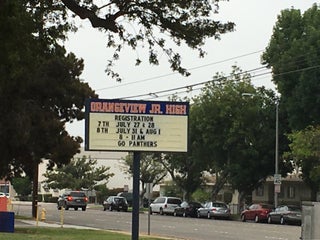 ORANGEVIEW JR. HIGH
REGISTRATION
7TH JULY 27 & 28
8TH JULY 31 & AUG 1
8 - 11 AM
GO PANTHERS